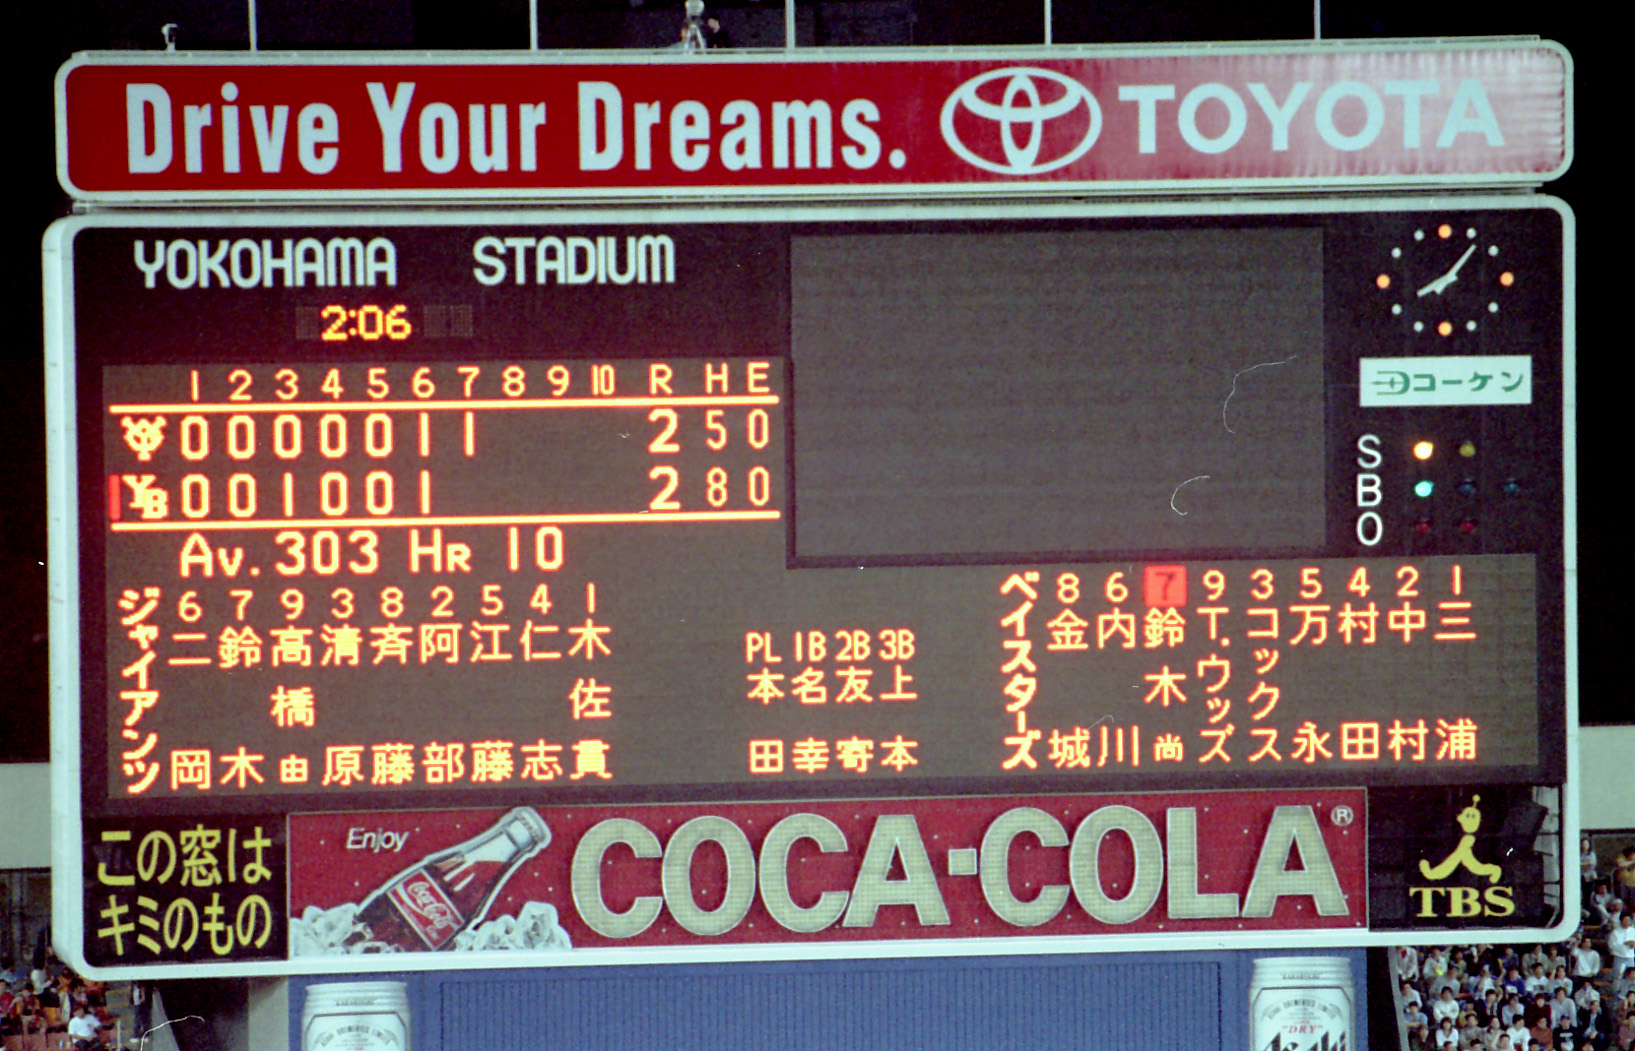 Drive Your Dreams. TOYOTA
YOKOHAMA STADIUM
2:06
コーケン
1 2 3 4 5 6 7 8 9 10 R H E
YG 0 0 0 0 0 1 1 2 5 0
YB 0 0 1 0 0 1 2 8 0
S
B
O
Av. 303 HR 10
ジャイアンツ
6 二岡
7 鈴木
9 高橋由
3 清原
8 斉藤
2 阿部
5 江藤
4 仁志
1 木佐貫
PL 本田
1B 名幸
2B 友寄
3B 上本
ベイスターズ
8 金城
6 内川
7 鈴木尚
9 T.ウッズ
3 コックス
5 万永
4 村田
2 中村
1 三浦
この窓は
キミのもの
Enjoy
Coca-Cola
COCA-COLA®
TBS
"DRY"
Asahi